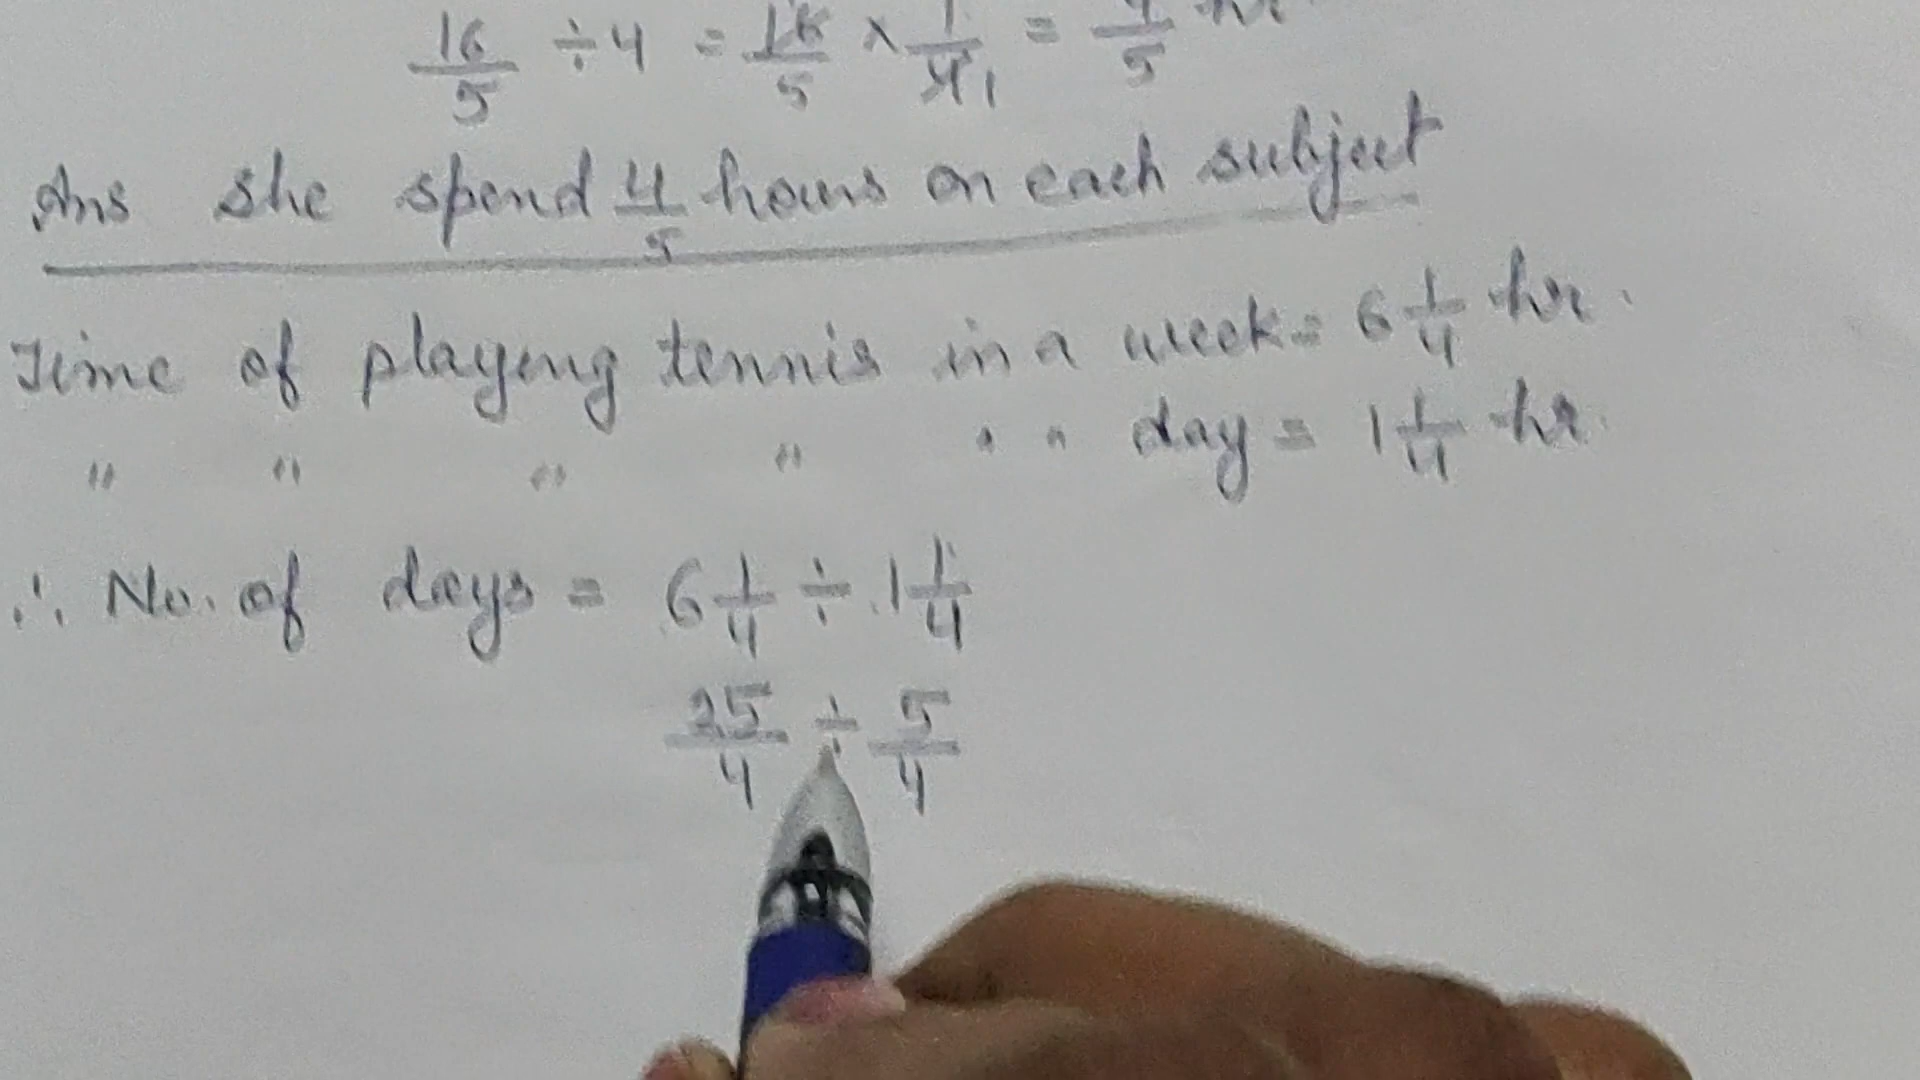 16/5 ÷ 4 = 16/5 × 1/4 1 = 4/5 hr
Ans she spend 4/5 hours on each subject
Time of playing tennis in a week = 6 1/4 hr.
" " " " " " day = 1 1/4 hr.
∴ No. of days = 6 1/4 ÷ 1 1/4
25/4 ÷ 5/4